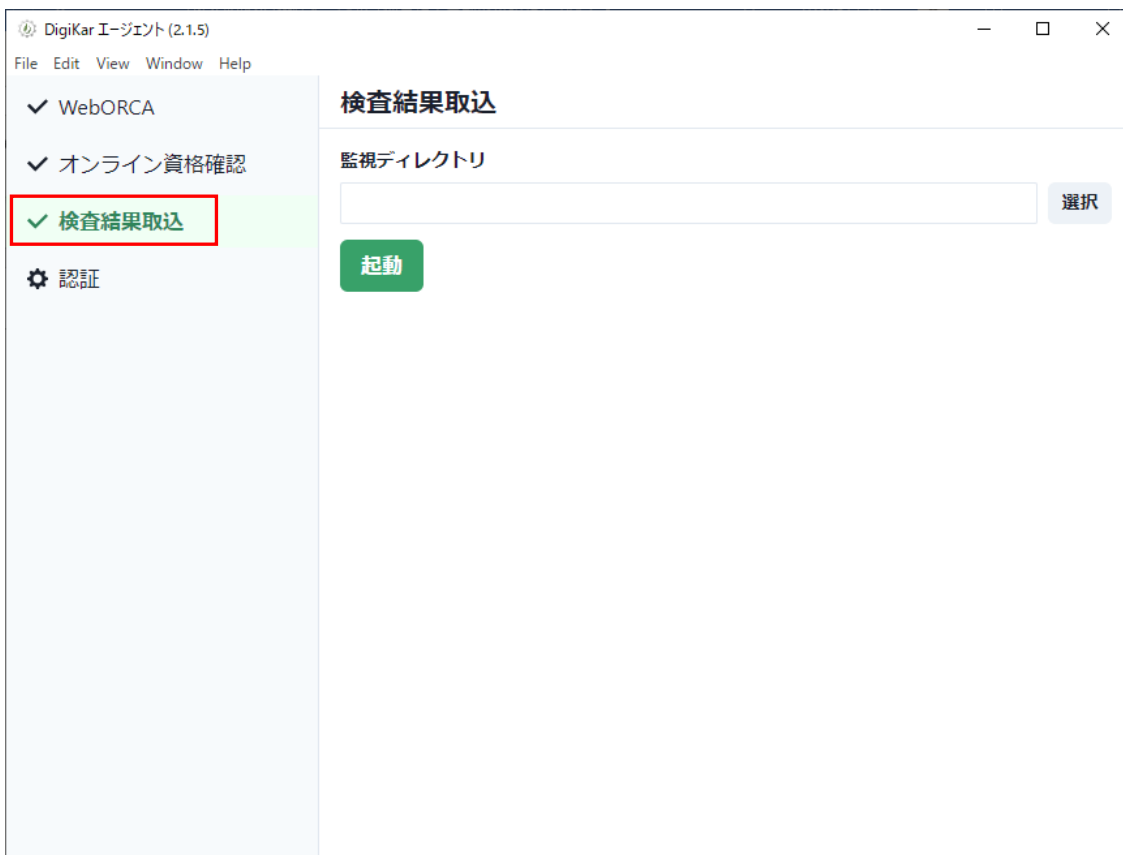 DigiKar エージェント (2.1.5)
File Edit View Window Help
WebORCA
オンライン資格確認
検査結果取込
認証
検査結果取込
監視ディレクトリ
選択
起動